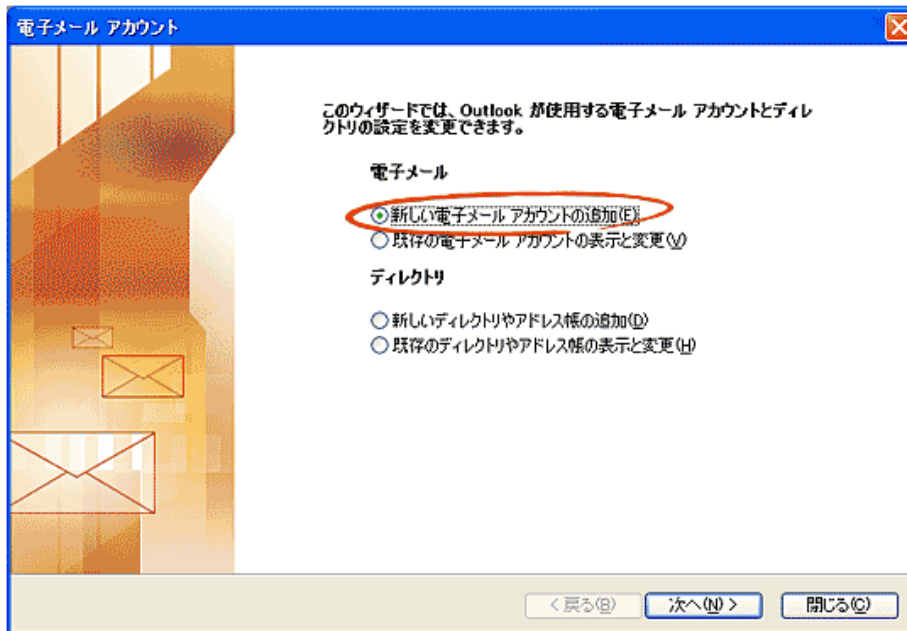 電子メール アカウント
このウィザードでは、Outlook が使用する電子メール アカウントとディレ
クトリの設定を変更できます。
電子メール
新しい電子メール アカウントの追加(E)
既存の電子メール アカウントの表示と変更(V)
ディレクトリ
新しいディレクトリやアドレス帳の追加(D)
既存のディレクトリやアドレス帳の表示と変更(H)
< 戻る(B)
次へ(N) >
閉じる(C)